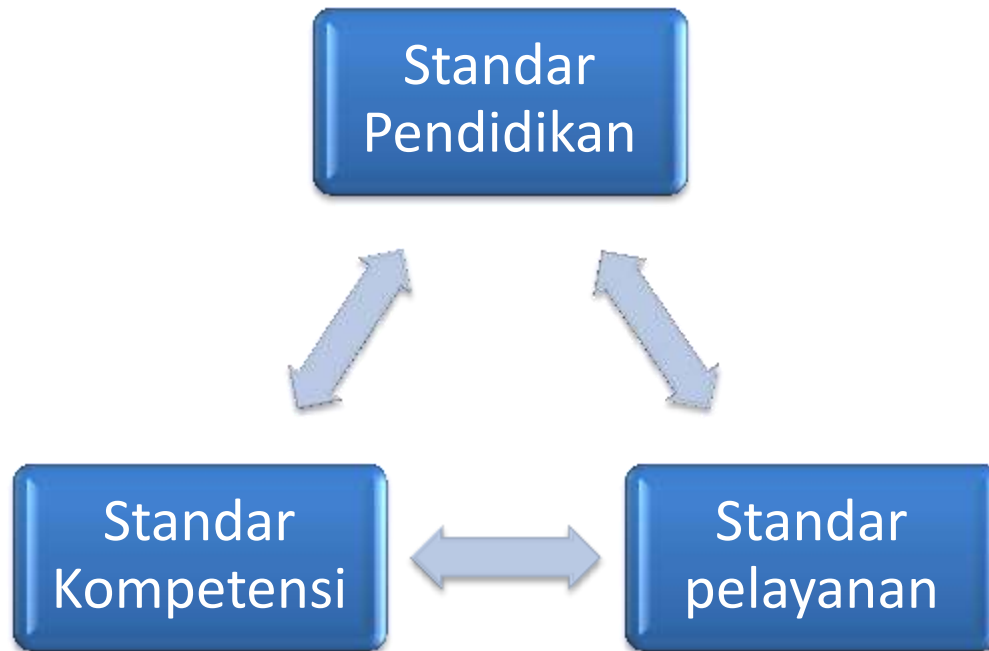 Standar
Pendidikan
Standar
Kompetensi
Standar
pelayanan